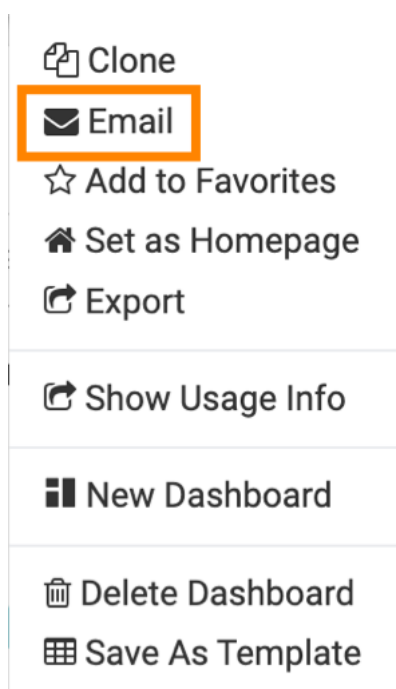 Clone
Email
Add to Favorites
Set as Homepage
Export
Show Usage Info
New Dashboard
Delete Dashboard
Save As Template